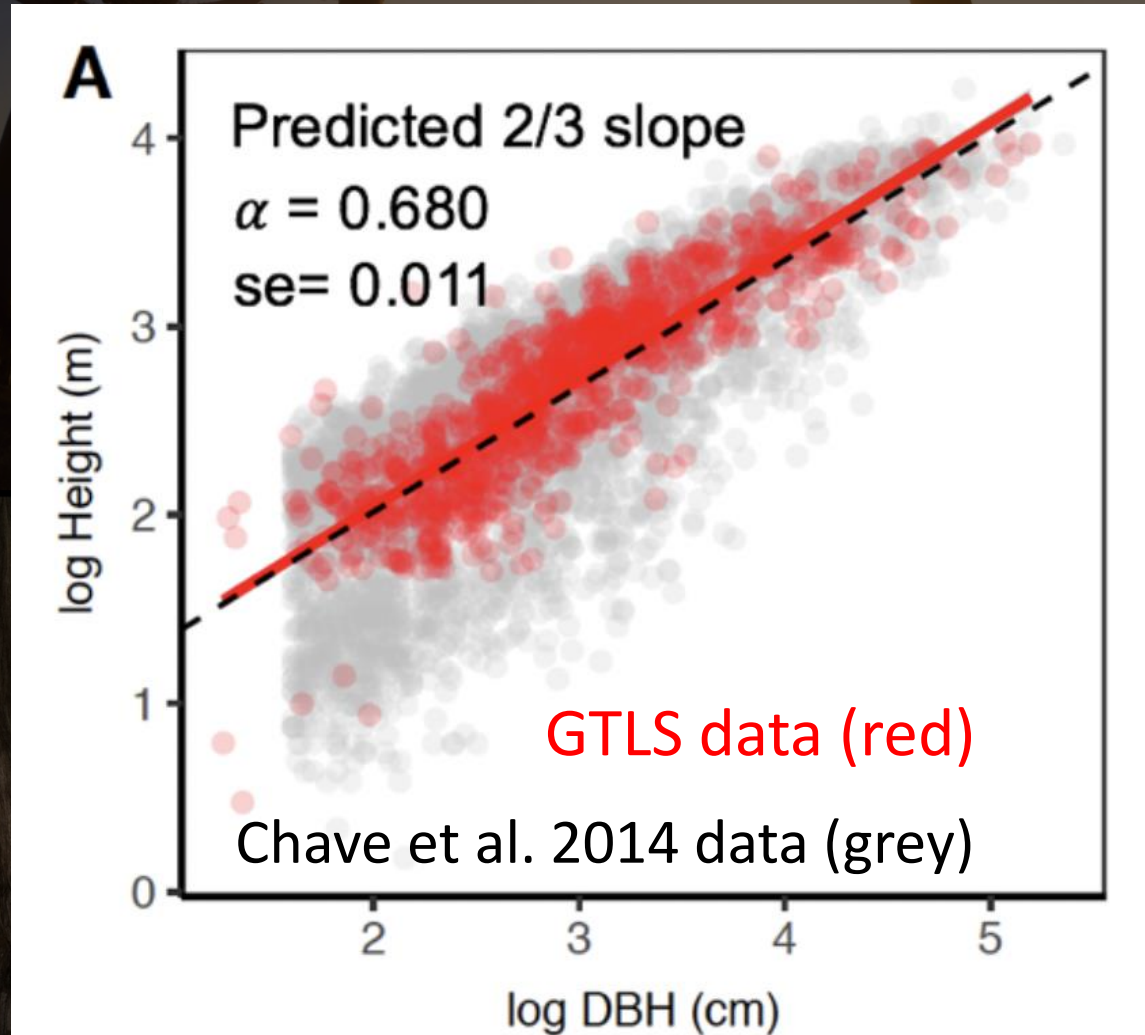 A
Predicted 2/3 slope
α = 0.680
se= 0.011
4
3
2
1
0
log Height (m)
GTLS data (red)
Chave et al. 2014 data (grey)
2 3 4 5
log DBH (cm)